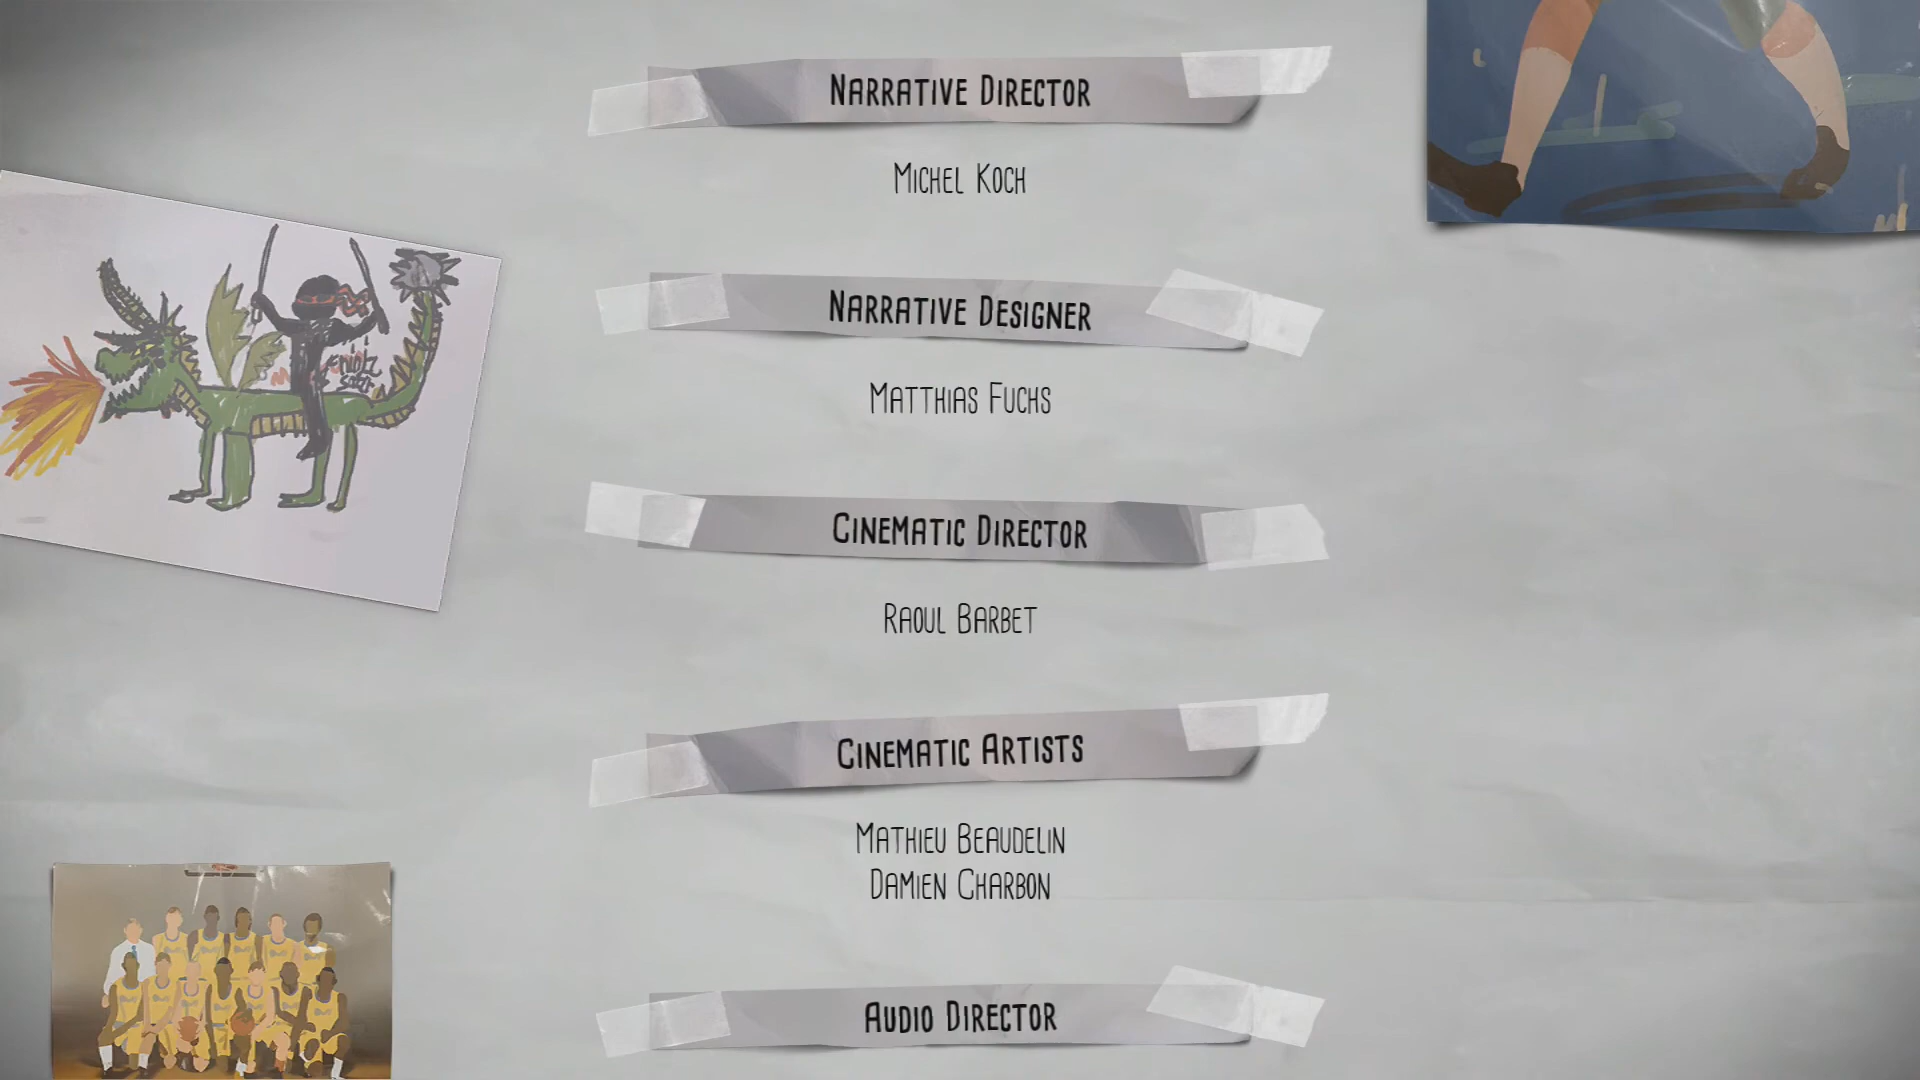 Narrative Director
Michel Koch
Narrative Designer
Matthias Fuchs
Cinematic Director
Raoul Barbet
Cinematic Artists
Mathieu Beaudelin
Damien Charbon
Audio Director